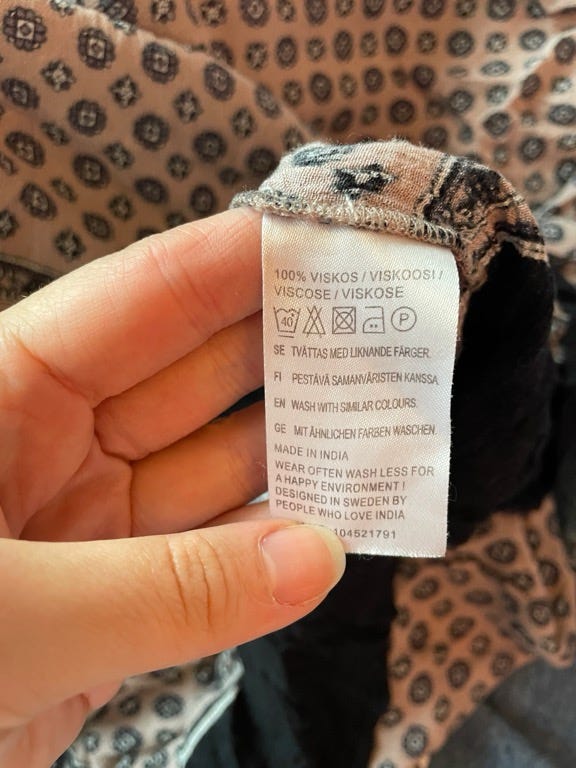 100% VISKOS / VISKOOSI /
VISCOSE / VISKOSE
40 P
SE TVÄTTAS MED LIKNANDE FÄRGER.
FI PESTÄVÄ SAMANVÄRISTEN KANSSA.
EN WASH WITH SIMILAR COLOURS.
GE MIT ÄHNLICHEN FARBEN WASCHEN.
MADE IN INDIA
WEAR OFTEN WASH LESS FOR
A HAPPY ENVIRONMENT !
DESIGNED IN SWEDEN BY
PEOPLE WHO LOVE INDIA
104521791